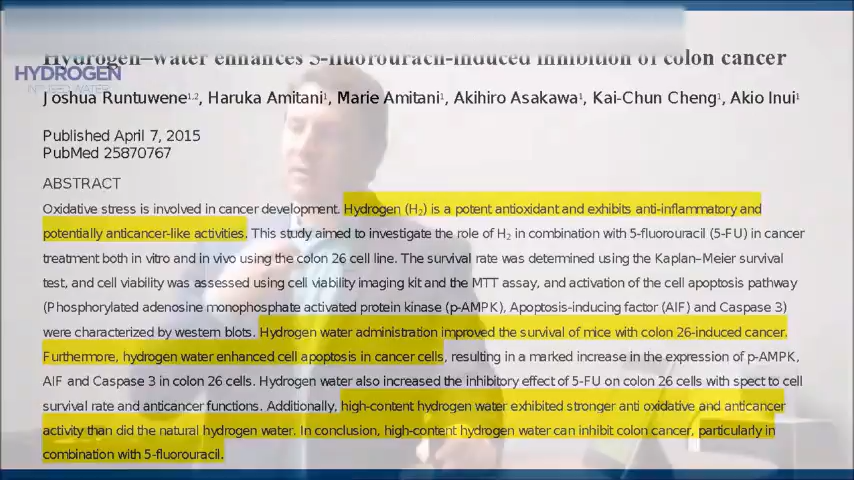 Hydrogen–water enhances 5-fluorouracil-induced inhibition of colon cancer
HYDROGEN
INFUSED WATER
Joshua Runtuwene1,2, Haruka Amitani1, Marie Amitani1, Akihiro Asakawa1, Kai-Chun Cheng1, Akio Inui1
Published April 7, 2015
PubMed 25870767
ABSTRACT
Oxidative stress is involved in cancer development. Hydrogen (H2) is a potent antioxidant and exhibits anti-inflammatory and
potentially anticancer-like activities. This study aimed to investigate the role of H2 in combination with 5-fluorouracil (5-FU) in cancer
treatment both in vitro and in vivo using the colon 26 cell line. The survival rate was determined using the Kaplan–Meier survival
test, and cell viability was assessed using cell viability imaging kit and the MTT assay, and activation of the cell apoptosis pathway
(Phosphorylated adenosine monophosphate activated protein kinase (p-AMPK), Apoptosis-inducing factor (AIF) and Caspase 3)
were characterized by western blots. Hydrogen water administration improved the survival of mice with colon 26-induced cancer.
Furthermore, hydrogen water enhanced cell apoptosis in cancer cells, resulting in a marked increase in the expression of p-AMPK,
AIF and Caspase 3 in colon 26 cells. Hydrogen water also increased the inhibitory effect of 5-FU on colon 26 cells with spect to cell
survival rate and anticancer functions. Additionally, high-content hydrogen water exhibited stronger anti oxidative and anticancer
activity than did the natural hydrogen water. In conclusion, high-content hydrogen water can inhibit colon cancer, particularly in
combination with 5-fluorouracil.